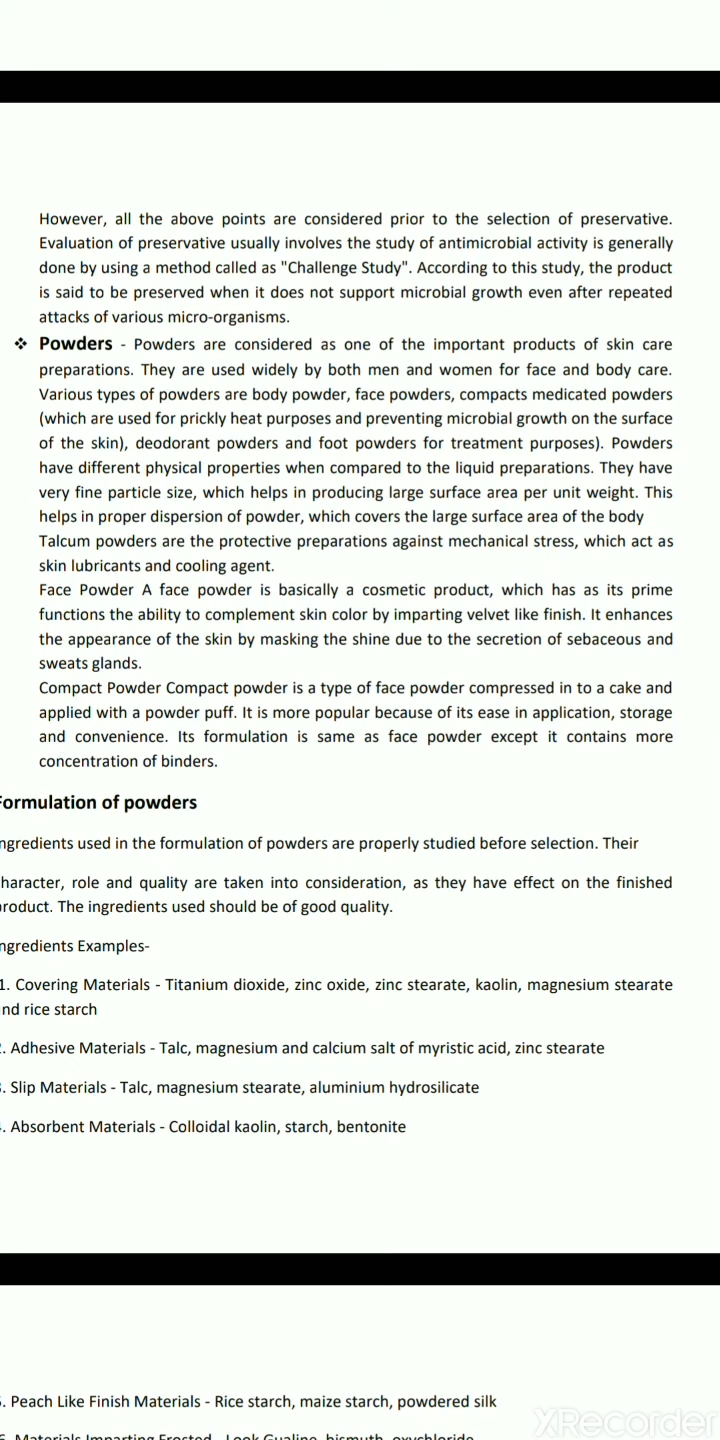 However, all the above points are considered prior to the selection of preservative.
Evaluation of preservative usually involves the study of antimicrobial activity is generally
done by using a method called as "Challenge Study". According to this study, the product
is said to be preserved when it does not support microbial growth even after repeated
attacks of various micro-organisms.
❖ Powders - Powders are considered as one of the important products of skin care
preparations. They are used widely by both men and women for face and body care.
Various types of powders are body powder, face powders, compacts medicated powders
(which are used for prickly heat purposes and preventing microbial growth on the surface
of the skin), deodorant powders and foot powders for treatment purposes). Powders
have different physical properties when compared to the liquid preparations. They have
very fine particle size, which helps in producing large surface area per unit weight. This
helps in proper dispersion of powder, which covers the large surface area of the body
Talcum powders are the protective preparations against mechanical stress, which act as
skin lubricants and cooling agent.
Face Powder A face powder is basically a cosmetic product, which has as its prime
functions the ability to complement skin color by imparting velvet like finish. It enhances
the appearance of the skin by masking the shine due to the secretion of sebaceous and
sweats glands.
Compact Powder Compact powder is a type of face powder compressed in to a cake and
applied with a powder puff. It is more popular because of its ease in application, storage
and convenience. Its formulation is same as face powder except it contains more
concentration of binders.
Formulation of powders
ngredients used in the formulation of powders are properly studied before selection. Their
haracter, role and quality are taken into consideration, as they have effect on the finished
roduct. The ingredients used should be of good quality.
ngredients Examples-
1. Covering Materials - Titanium dioxide, zinc oxide, zinc stearate, kaolin, magnesium stearate
nd rice starch
. Adhesive Materials - Talc, magnesium and calcium salt of myristic acid, zinc stearate
. Slip Materials - Talc, magnesium stearate, aluminium hydrosilicate
. Absorbent Materials - Colloidal kaolin, starch, bentonite
. Peach Like Finish Materials - Rice starch, maize starch, powdered silk
6. Materials Imparting Frosted - Look Gualine, bismuth, oxychloride
XRecorder